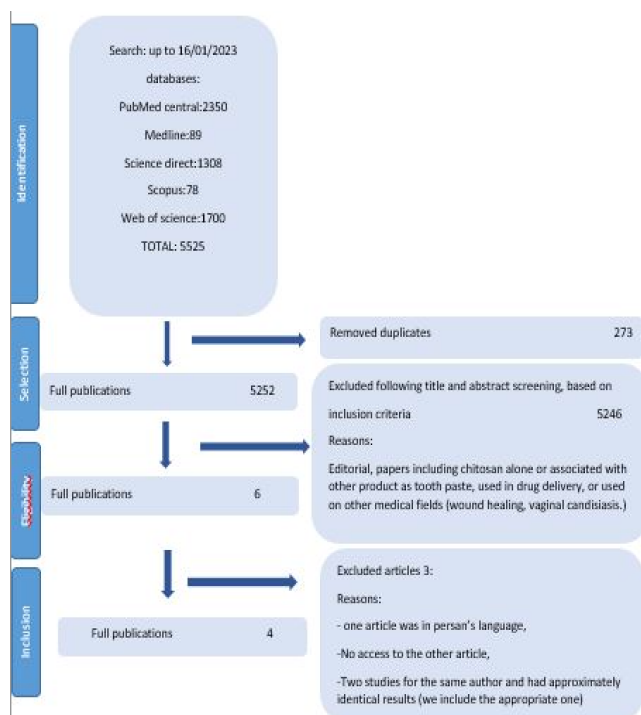 Identification
Search: up to 16/01/2023
databases:
PubMed central:2350
Medline:89
Science direct:1308
Scopus:78
Web of science:1700
TOTAL: 5525
Removed duplicates 273
Selection
Full publications 5252
Excluded following title and abstract screening, based on
inclusion criteria 5246
Reasons:
Editorial, papers including chitosan alone or associated with
other product as tooth paste, used in drug delivery, or used
on other medical fields (wound healing, vaginal candisiasis.)
Eligibility
Full publications 6
Excluded articles 3:
Reasons:
- one article was in persan's language,
-No access to the other article,
-Two studies for the same author and had approximately
identical results (we include the appropriate one)
Inclusion
Full publications 4